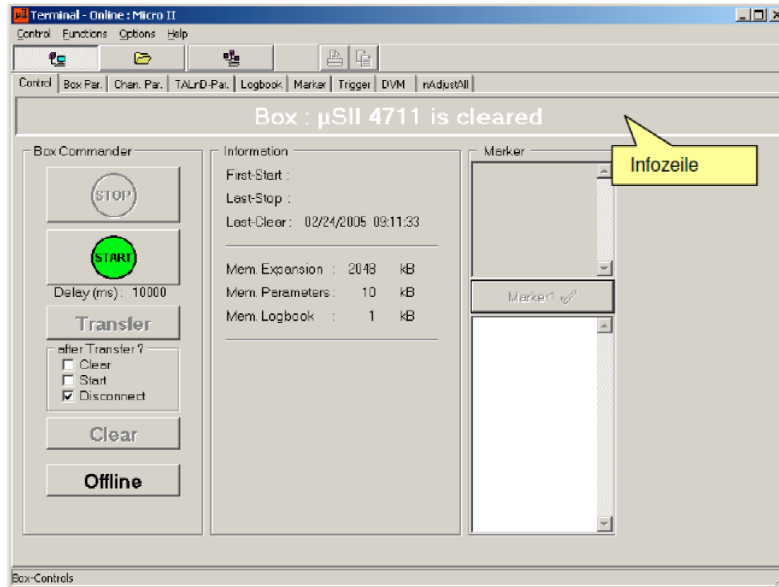 Terminal - Online : Micro II
Control Functions Options Help
Control Box Par. Chan. Par. TALnD-Par. Logbook Marker Trigger DVM nAdjustAll
Box : µSII 4711 is cleared
Infozeile
Box Commander
STOP
START
Delay (ms) : 10000
Transfer
after Transfer ?
Clear
Start
Disconnect
Clear
Offline
Information
First-Start :
Last-Stop :
Last-Clear : 02/24/2005 09:11:33
Mem. Expansion : 2048 kB
Mem. Parameters : 10 kB
Mem. Logbook : 1 kB
Marker
Marker1
Box-Controls